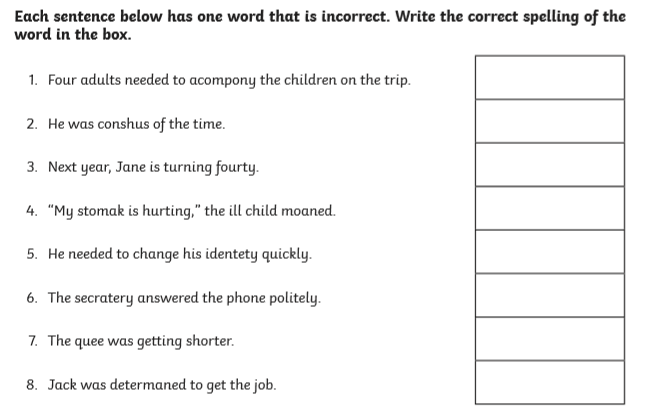 Each sentence below has one word that is incorrect. Write the correct spelling of the
word in the box.
1. Four adults needed to acompony the children on the trip.
2. He was conshus of the time.
3. Next year, Jane is turning fourty.
4. “My stomak is hurting,” the ill child moaned.
5. He needed to change his identety quickly.
6. The secratery answered the phone politely.
7. The quee was getting shorter.
8. Jack was determaned to get the job.